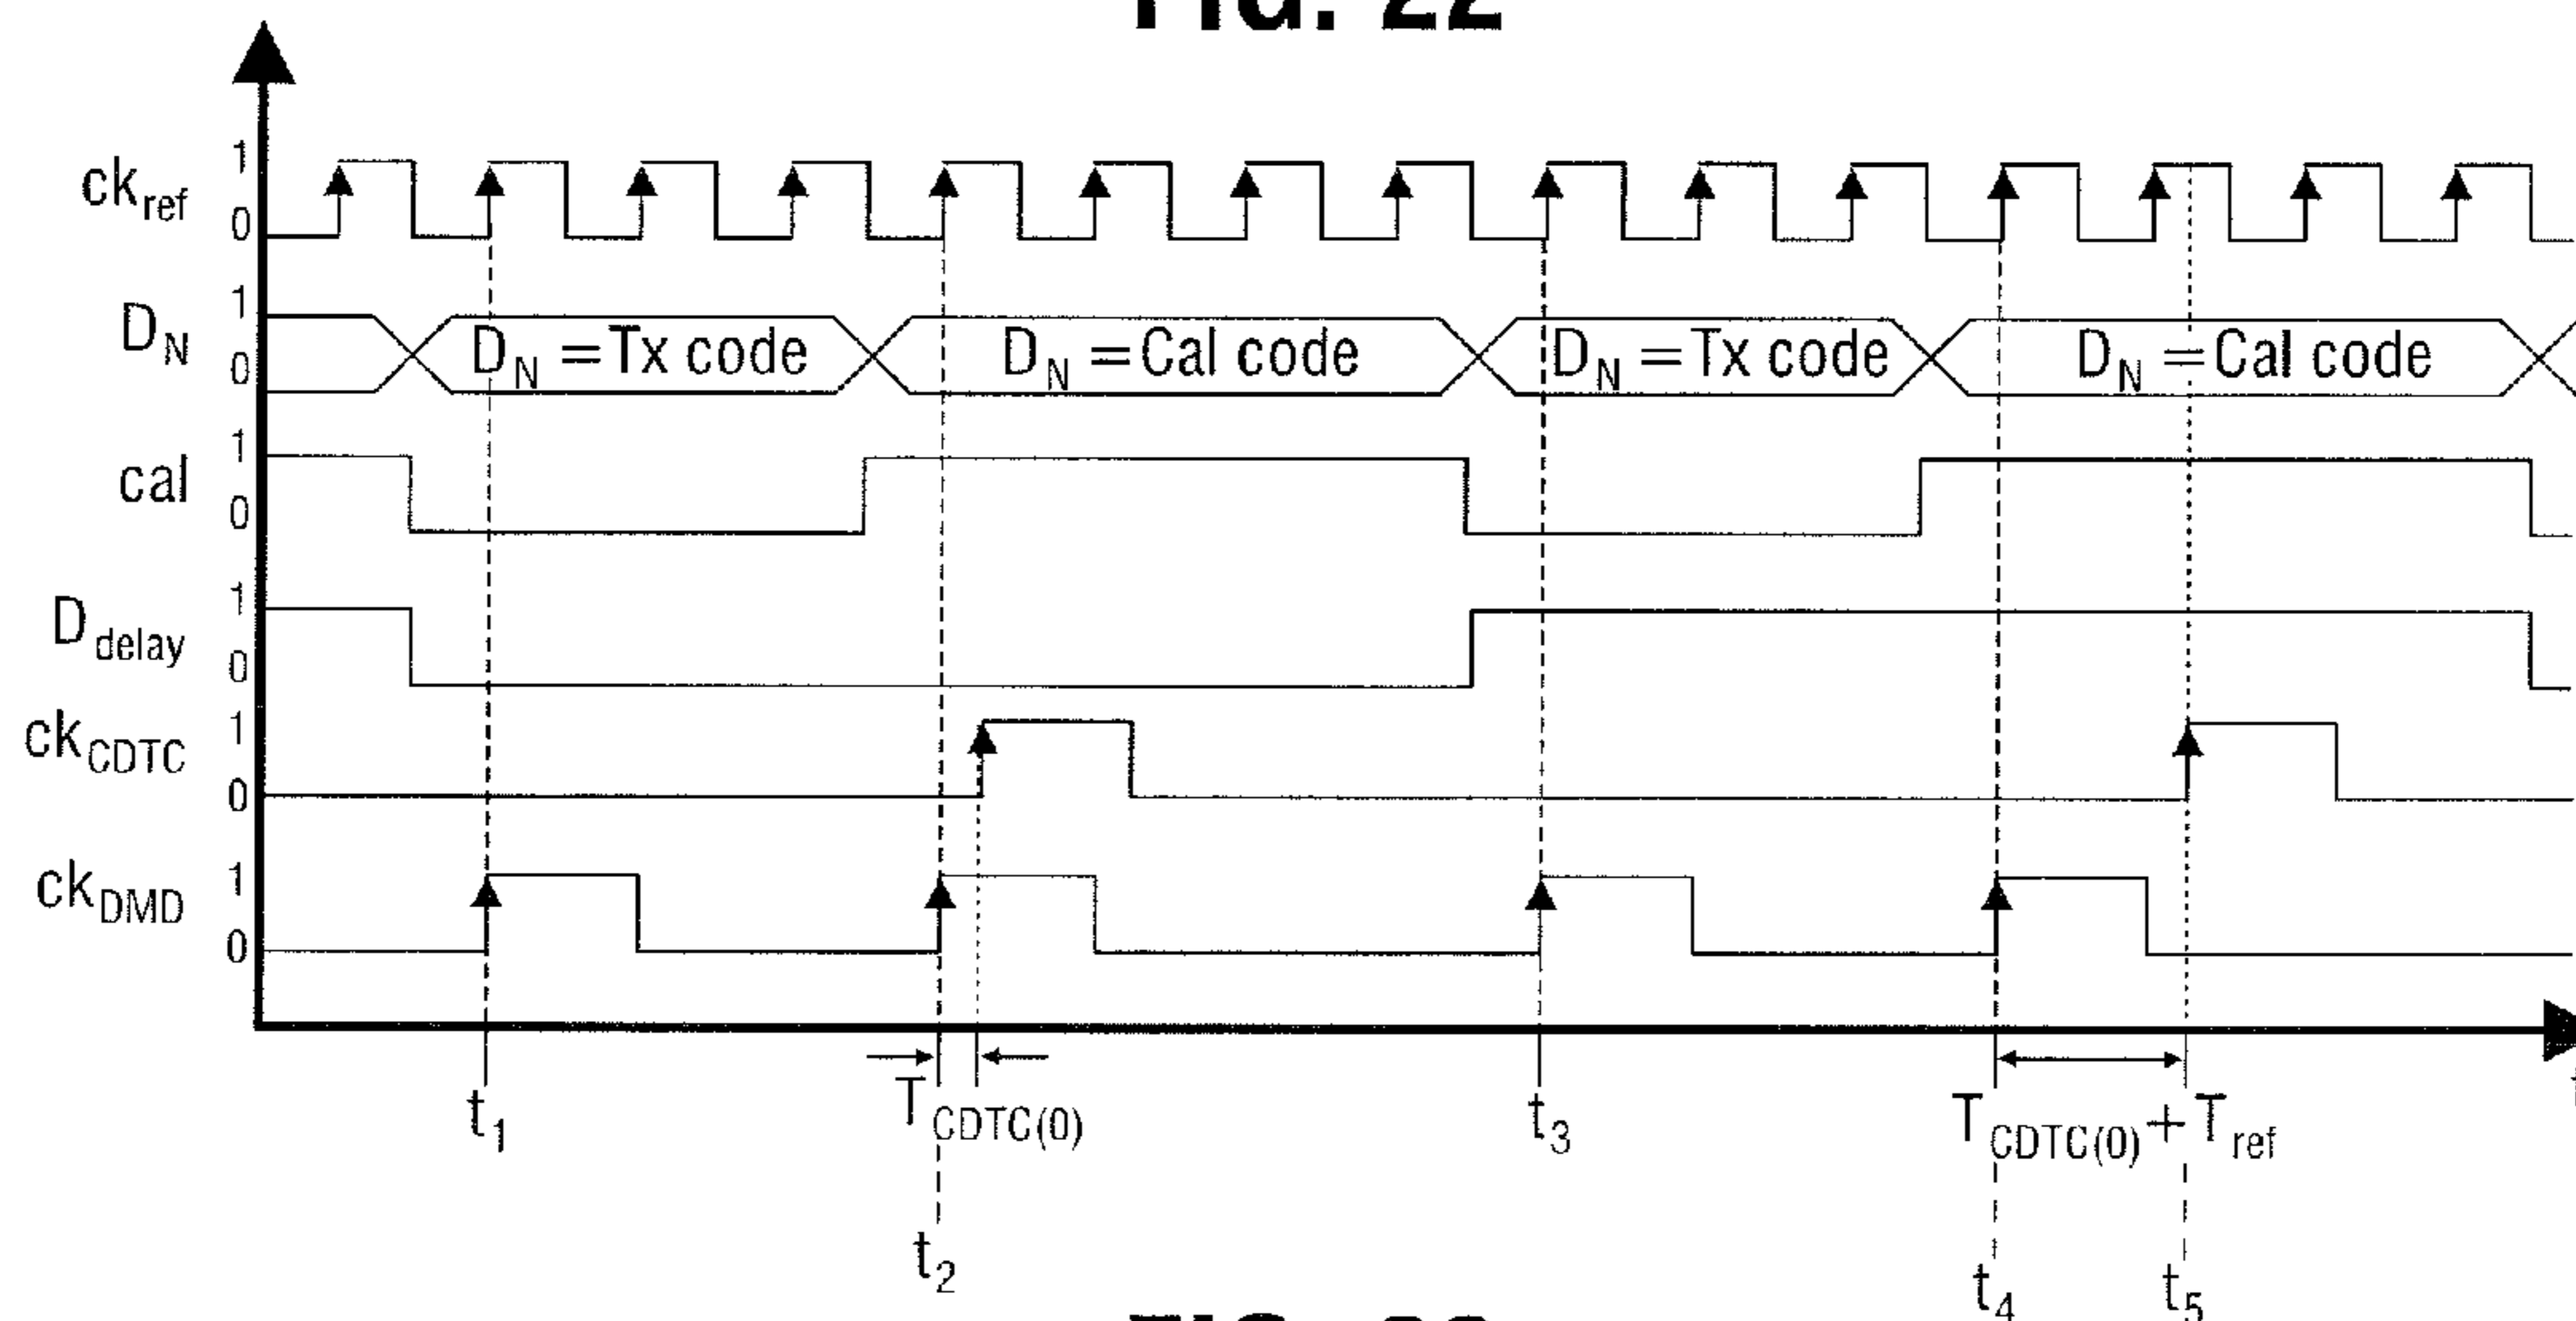 FIG. 22
ck_ref 1 0
D_N 1 0 D_N =Tx code D_N =Cal code D_N =Tx code D_N =Cal code
cal 1 0
D_delay 1 0
ck_CDTC 1 0
ck_DMD 1 0
t_1 T_CDTC(0) t_3 T_CDTC(0)+T_ref
t_2 t_4 t_5